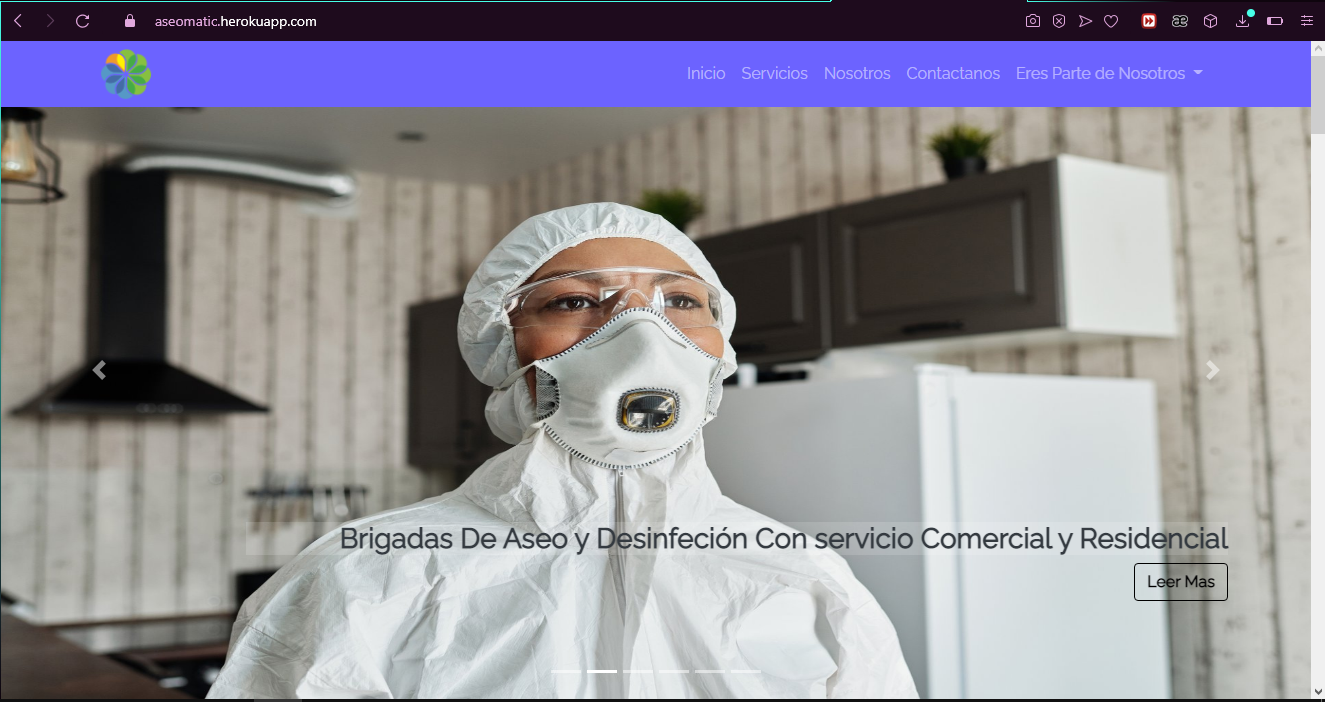 aseomatic.herokuapp.com
Inicio Servicios Nosotros Contactanos Eres Parte de Nosotros
Brigadas De Aseo y Desinfeción Con servicio Comercial y Residencial
Leer Mas